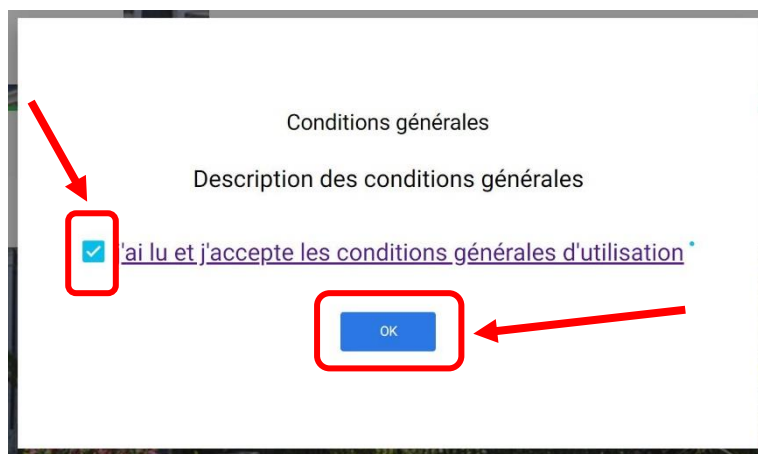 Conditions générales
Description des conditions générales
'ai lu et j'accepte les conditions générales d'utilisation
OK